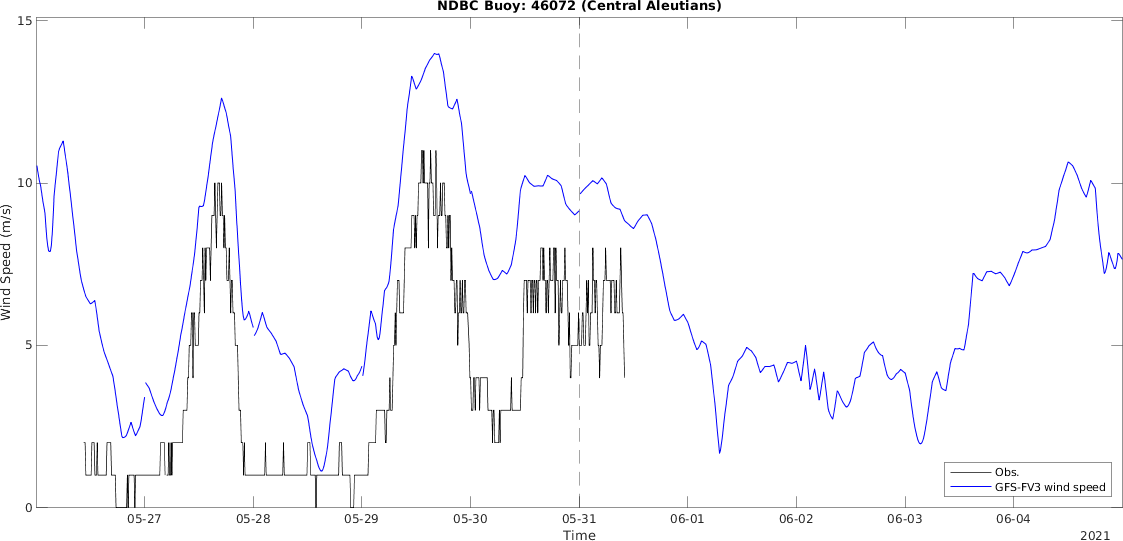 NDBC Buoy: 46072 (Central Aleutians)
15
10
5
0
Wind Speed (m/s)
05-27
05-28
05-29
05-30
05-31
06-01
06-02
06-03
06-04
Time
2021
Obs.
GFS-FV3 wind speed